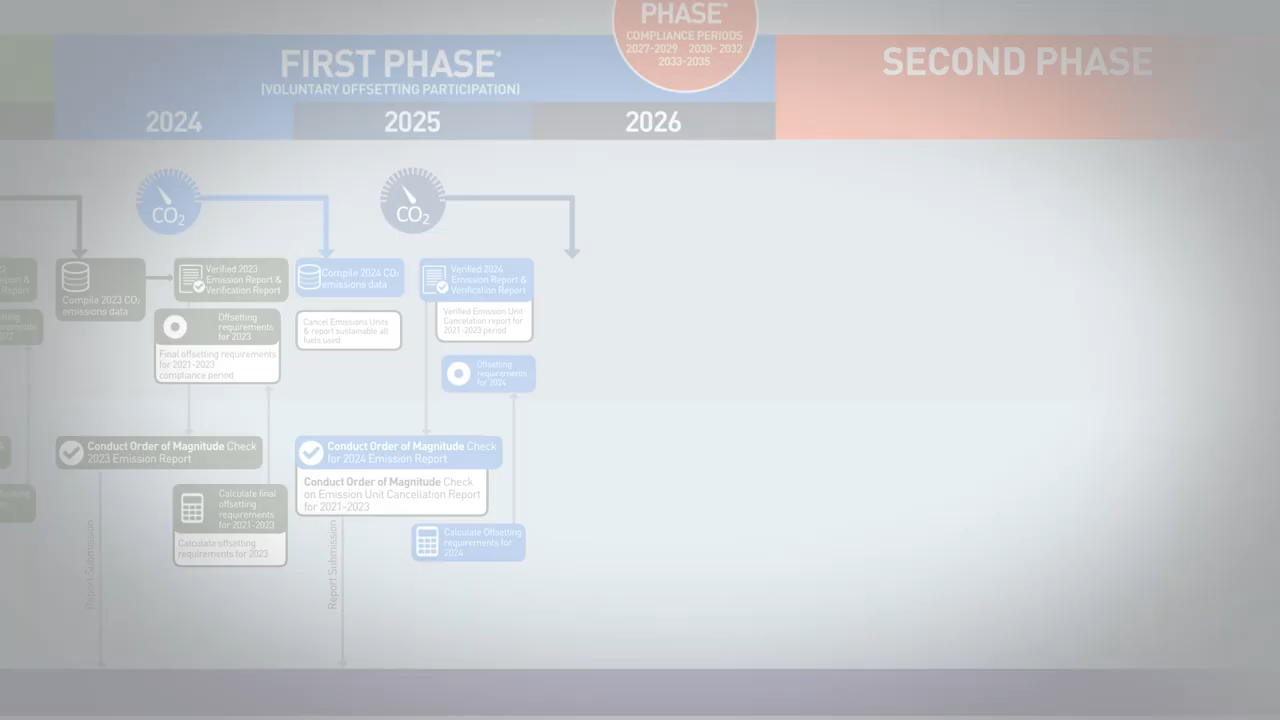 PHASE*
COMPLIANCE PERIODS
2027-2029 2030- 2032
2033-2035
FIRST PHASE*
(VOLUNTARY OFFSETTING PARTICIPATION)
SECOND PHASE
2024
2025
2026
CO₂
CO₂
Compile 2023 CO₂
emissions data
Verified 2023
Emission Report &
Verification Report
Compile 2024 CO₂
emissions data
Verified 2024
Emission Report &
Verification Report
Offsetting
requirements
for 2023
Final offsetting requirements
for 2021-2023
compliance period
Cancel Emissions Units
& report sustainable all
fuels used
Verified Emission Unit
Cancelation report for
2021-2023 period
Offsetting
requirements
for 2024
Conduct Order of Magnitude Check
2023 Emission Report
Conduct Order of Magnitude Check
for 2024 Emission Report
Conduct Order of Magnitude Check
on Emission Unit Cancellation Report
for 2021-2023
Calculate final
offsetting
requirements
for 2021-2023
Calculate offsetting
requirements for 2023
Calculate Offsetting
requirements for
2024
Report Submission
Report Submission